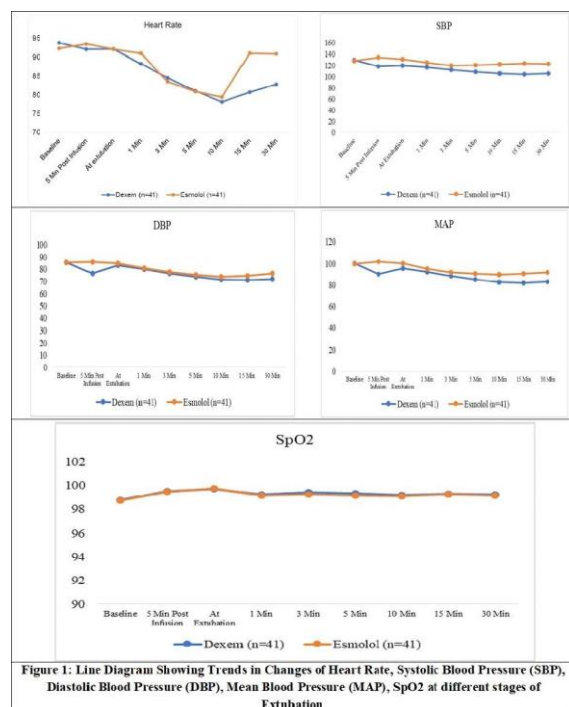 Heart Rate
95
90
85
80
75
70
Baseline
5 Min Post Infusion
At extubation
1 Min
3 Min
5 Min
10 Min
15 Min
30 Min
Dexem (n=41)
Esmolol (n=41)
SBP
160
140
120
100
80
60
40
20
0
Baseline
5 Min Post Infusion
At Extubation
1 Min
3 Min
5 Min
10 Min
15 Min
30 Min
Dexem (n=41)
Esmolol (n=41)
DBP
100
90
80
70
60
50
40
30
20
10
0
Baseline
5 Min Post
Infusion
At
Extubation
1 Min
3 Min
5 Min
10 Min
15 Min
30 Min
Dexem (n=41)
Esmolol (n=41)
MAP
120
100
80
60
40
20
0
Baseline
5 Min Post
Infusion
At
Extubation
1 Min
3 Min
5 Min
10 Min
15 Min
30 Min
Dexem (n=41)
Esmolol (n=41)
SpO2
102
100
98
96
94
92
90
Baseline
5 Min Post
Infusion
At
Extubation
1 Min
3 Min
5 Min
10 Min
15 Min
30 Min
Dexem (n=41)
Esmolol (n=41)
Figure 1: Line Diagram Showing Trends in Changes of Heart Rate, Systolic Blood Pressure (SBP),
Diastolic Blood Pressure (DBP), Mean Blood Pressure (MAP), SpO2 at different stages of
Extubation